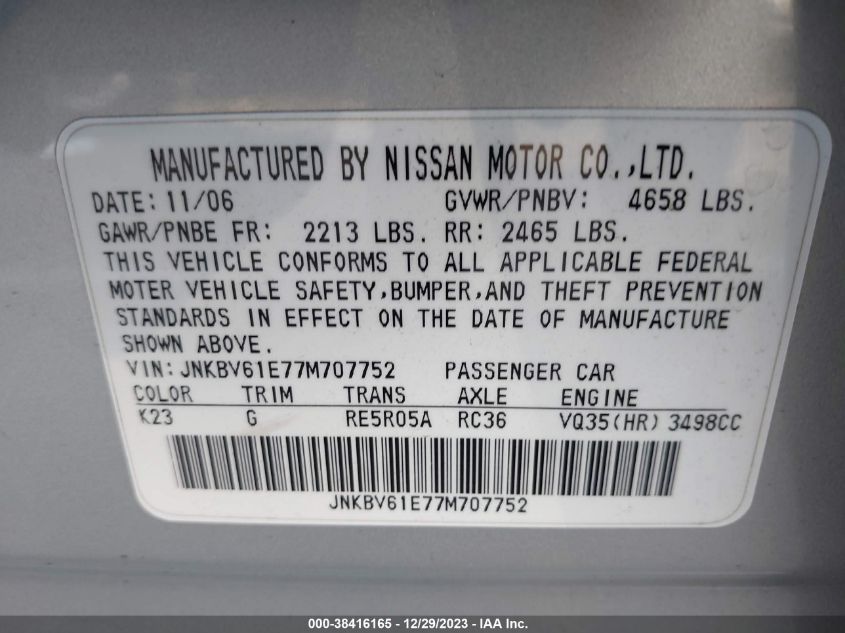 MANUFACTURED BY NISSAN MOTOR CO.,LTD.
DATE: 11/06 GVWR/PNBV: 4658 LBS.
GAWR/PNBE FR: 2213 LBS. RR: 2465 LBS.
THIS VEHICLE CONFORMS TO ALL APPLICABLE FEDERAL
MOTER VEHICLE SAFETY,BUMPER,AND THEFT PREVENTION
STANDARDS IN EFFECT ON THE DATE OF MANUFACTURE
SHOWN ABOVE.
VIN: JNKBV61E77M707752 PASSENGER CAR
COLOR TRIM TRANS AXLE ENGINE
K23 G RE5R05A RC36 VQ35(HR) 3498CC
JNKBV61E77M707752
000-38416165 - 12/29/2023 - IAA Inc.